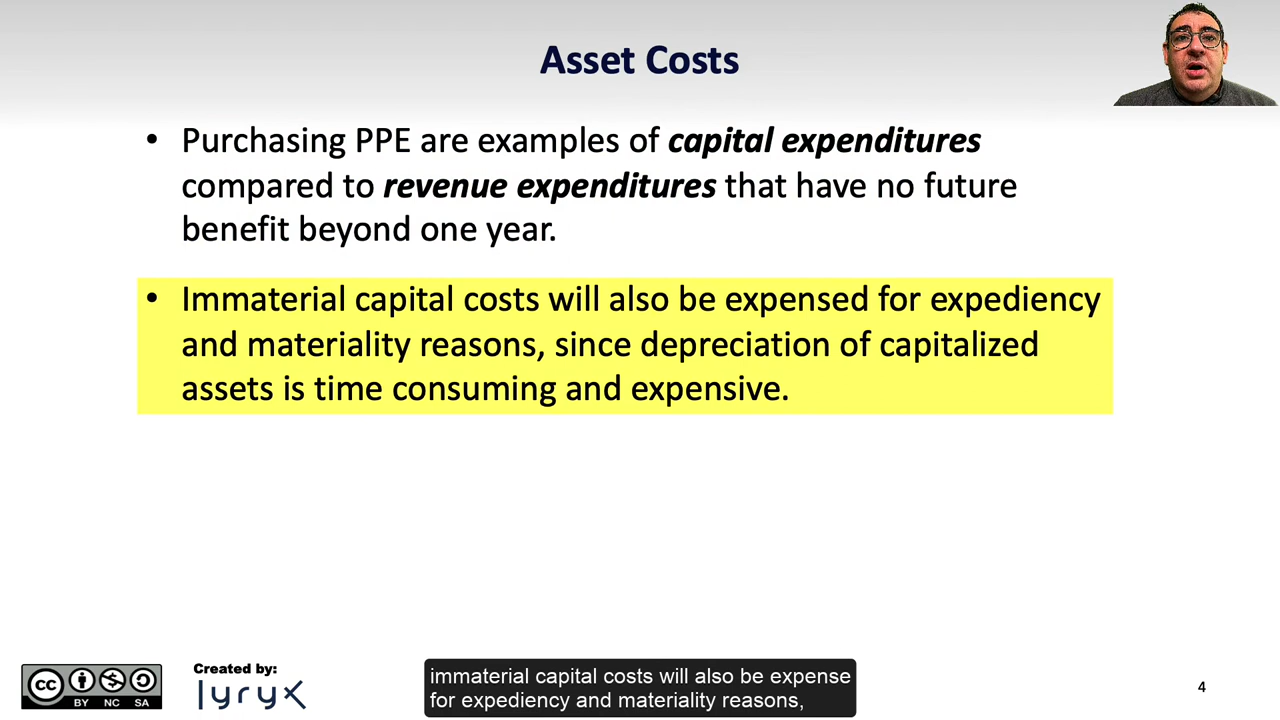 Asset Costs
• Purchasing PPE are examples of capital expenditures
compared to revenue expenditures that have no future
benefit beyond one year.
• Immaterial capital costs will also be expensed for expediency
and materiality reasons, since depreciation of capitalized
assets is time consuming and expensive.
cc BY NC SA
Created by:
lyryx
immaterial capital costs will also be expense
for expediency and materiality reasons,
4